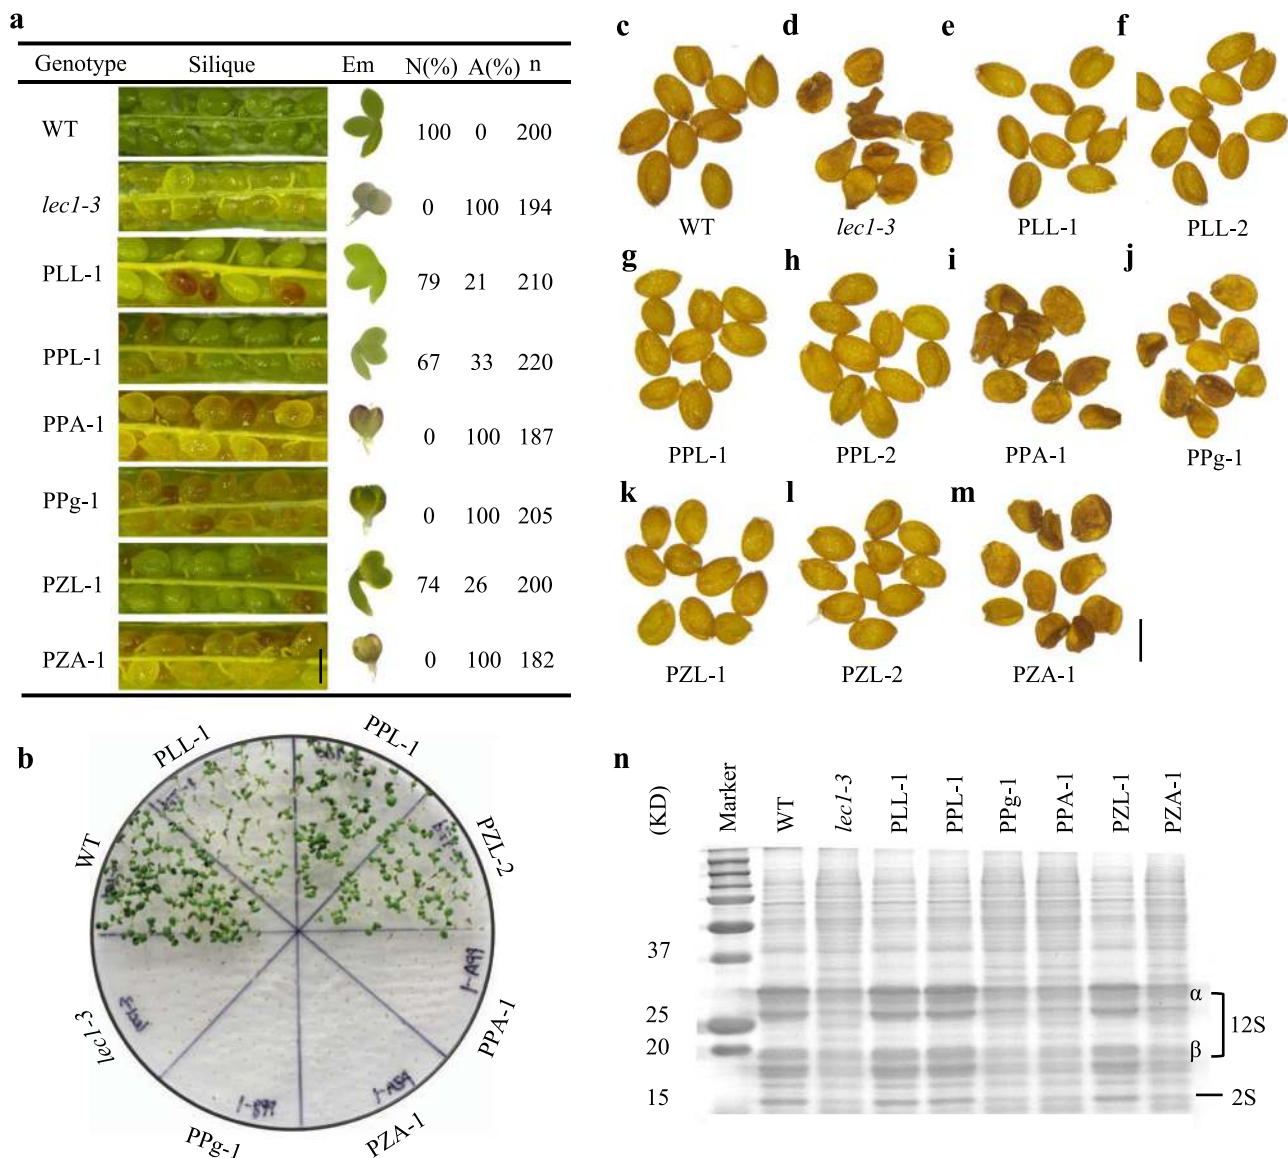 a
Genotype Silique Em N(%) A(%) n
WT 100 0 200
lec1-3 0 100 194
PLL-1 79 21 210
PPL-1 67 33 220
PPA-1 0 100 187
PPg-1 0 100 205
PZL-1 74 26 200
PZA-1 0 100 182
b
PLL-1
PPL-1
WT
PZL-2
lec1-3
PPA-1
PPg-1
PZA-1
c d e f
WT lec1-3 PLL-1 PLL-2
g h i j
PPL-1 PPL-2 PPA-1 PPg-1
k l m
PZL-1 PZL-2 PZA-1
n
(KD) Marker WT lec1-3 PLL-1 PPL-1 PPg-1 PPA-1 PZL-1 PZA-1
37
α
25 12S
20 β
15 2S